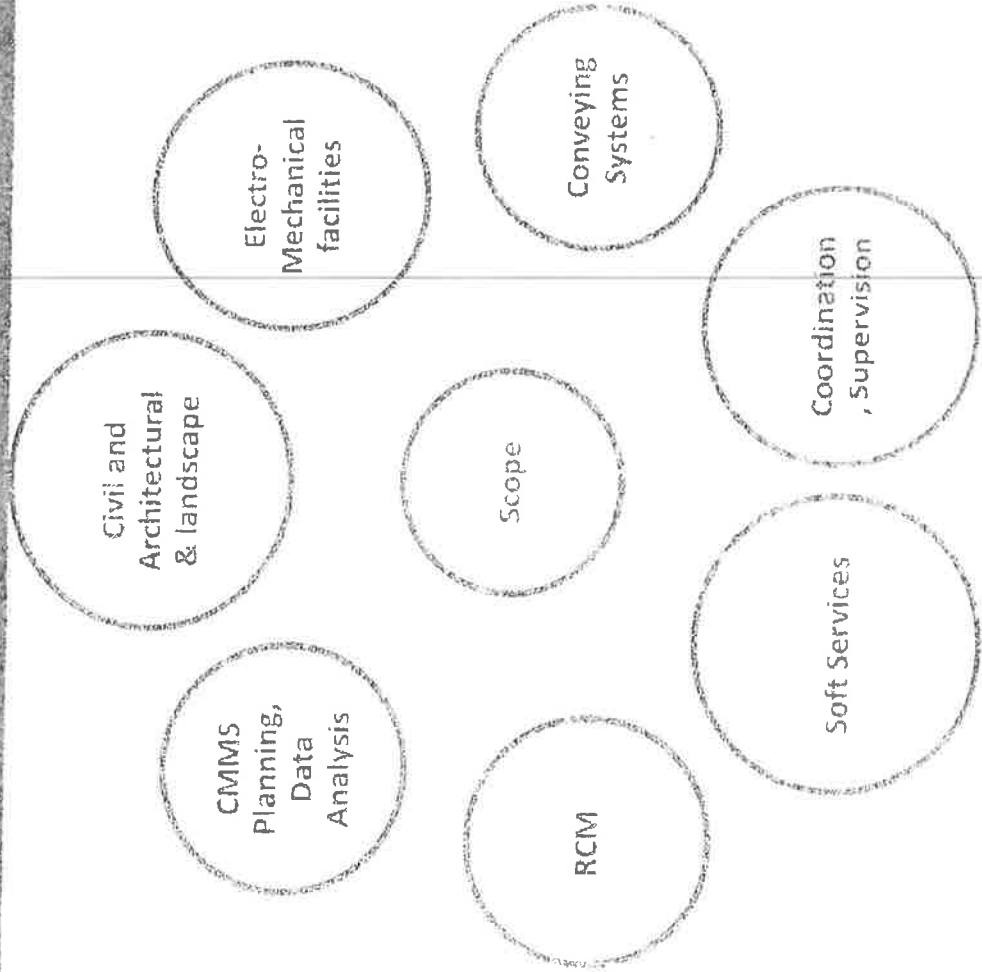 Civil and
Architectural
& landscape
Electro-
Mechanical
facilities
Conveying
Systems
Coordination
, Supervision
Soft Services
RCM
CMMS
Planning,
Data
Analysis
Scope